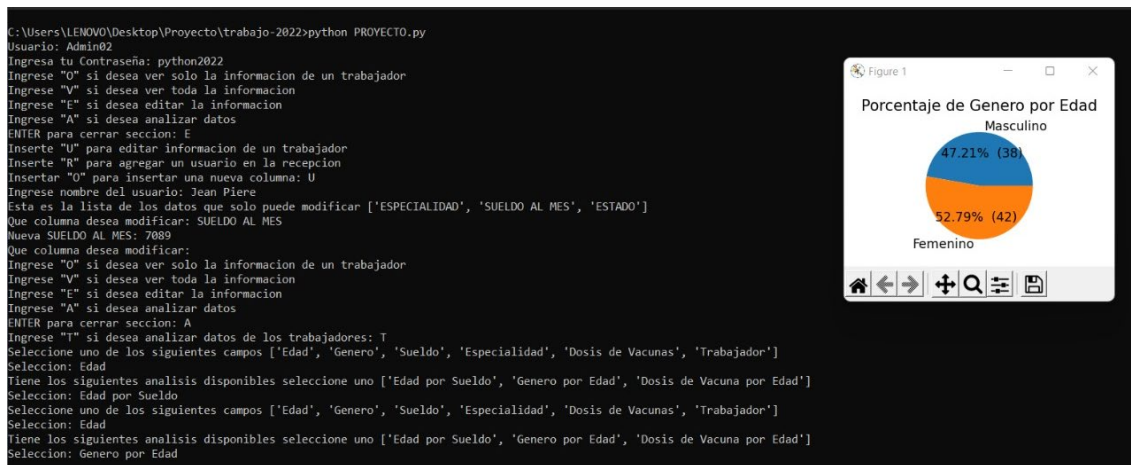 C:\Users\LENOVO\Desktop\Proyecto\trabajo-2022>python PROYECTO.py
Usuario: Admin02
Ingresa tu Contraseña: python2022
Ingrese "O" si desea ver solo la informacion de un trabajador
Ingrese "V" si desea ver toda la informacion
Ingrese "E" si desea editar la informacion
Ingrese "A" si desea analizar datos
ENTER para cerrar seccion: E
Inserte "U" para editar informacion de un trabajador
Inserte "R" para agregar un usuario en la recepcion
Insertar "O" para insertar una nueva columna: U
Ingrese nombre del usuario: Jean Piere
Esta es la lista de los datos que solo puede modificar ['ESPECIALIDAD', 'SUELDO AL MES', 'ESTADO']
Que columna desea modificar: SUELDO AL MES
Nueva SUELDO AL MES: 7089
Que columna desea modificar:
Ingrese "O" si desea ver solo la informacion de un trabajador
Ingrese "V" si desea ver toda la informacion
Ingrese "E" si desea editar la informacion
Ingrese "A" si desea analizar datos
ENTER para cerrar seccion: A
Ingrese "T" si desea analizar datos de los trabajadores: T
Seleccione uno de los siguientes campos ['Edad', 'Genero', 'Sueldo', 'Especialidad', 'Dosis de Vacunas', 'Trabajador']
Seleccion: Edad
Tiene los siguientes analisis disponibles seleccione uno ['Edad por Sueldo', 'Genero por Edad', 'Dosis de Vacuna por Edad']
Seleccion: Edad por Sueldo
Seleccione uno de los siguientes campos ['Edad', 'Genero', 'Sueldo', 'Especialidad', 'Dosis de Vacunas', 'Trabajador']
Seleccion: Edad
Tiene los siguientes analisis disponibles seleccione uno ['Edad por Sueldo', 'Genero por Edad', 'Dosis de Vacuna por Edad']
Seleccion: Genero por Edad
Figure 1
Porcentaje de Genero por Edad
Masculino
47.21% (38)
52.79% (42)
Femenino